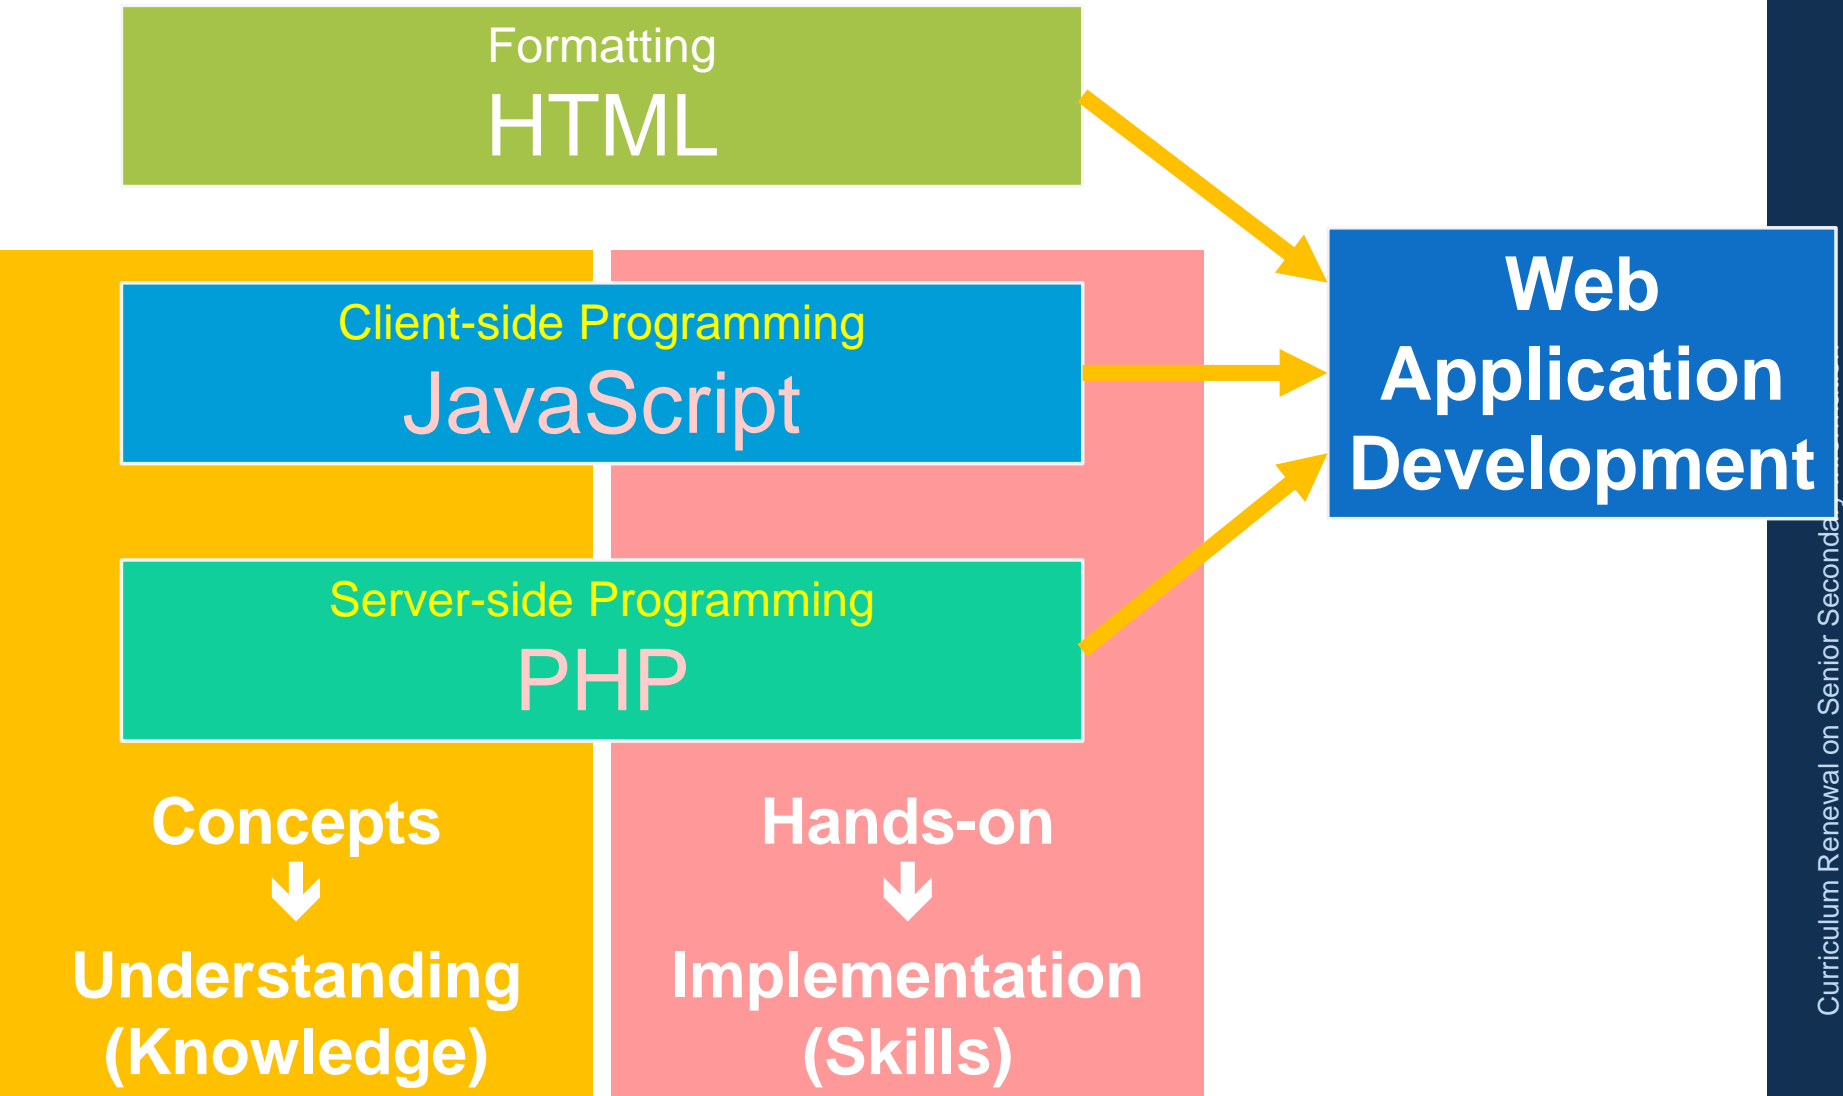 Formatting
HTML
Client-side Programming
JavaScript
Server-side Programming
PHP
Concepts
Understanding
(Knowledge)
Hands-on
Implementation
(Skills)
Web
Application
Development
Curriculum Renewal on Senior Secondary